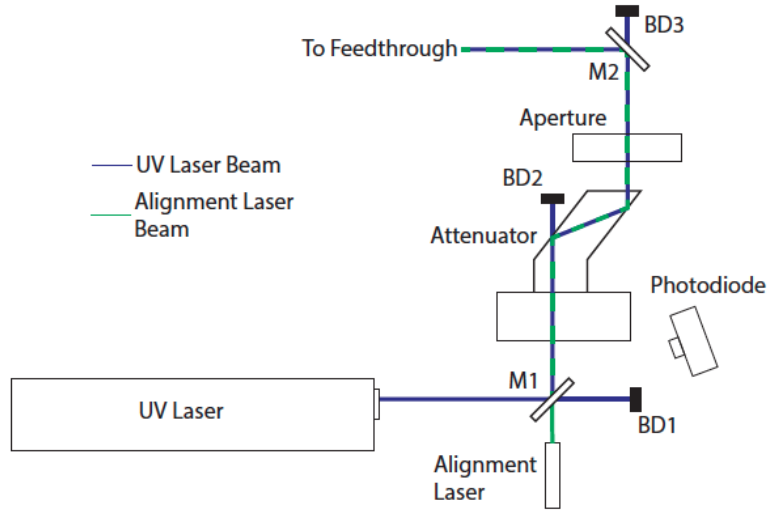 BD3
To Feedthrough
M2
Aperture
UV Laser Beam
BD2
Alignment Laser
Beam
Attenuator
Photodiode
M1
UV Laser
BD1
Alignment
Laser